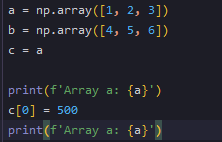 a = np.array([1, 2, 3])
b = np.array([4, 5, 6])
c = a
print(f'Array a: {a}')
c[0] = 500
print(f'Array a: {a}')